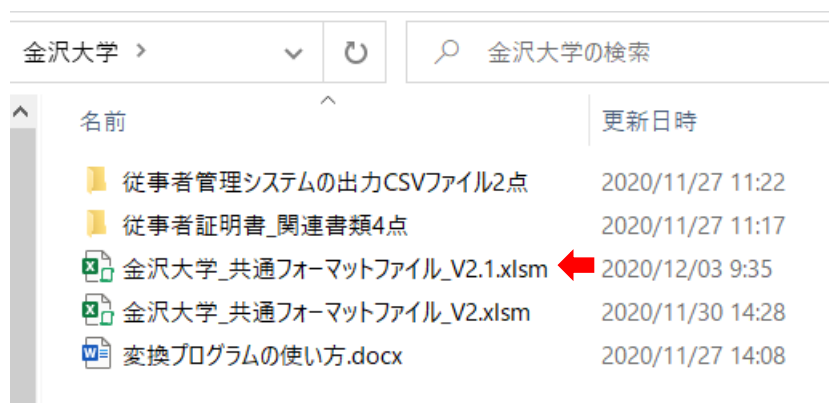 金沢大学 金沢大学の検索
名前 更新日時
従事者管理システムの出力CSVファイル2点 2020/11/27 11:22
従事者証明書_関連書類4点 2020/11/27 11:17
金沢大学_共通フォーマットファイル_V2.1.xlsm 2020/12/03 9:35
金沢大学_共通フォーマットファイル_V2.xlsm 2020/11/30 14:28
変換プログラムの使い方.docx 2020/11/27 14:08